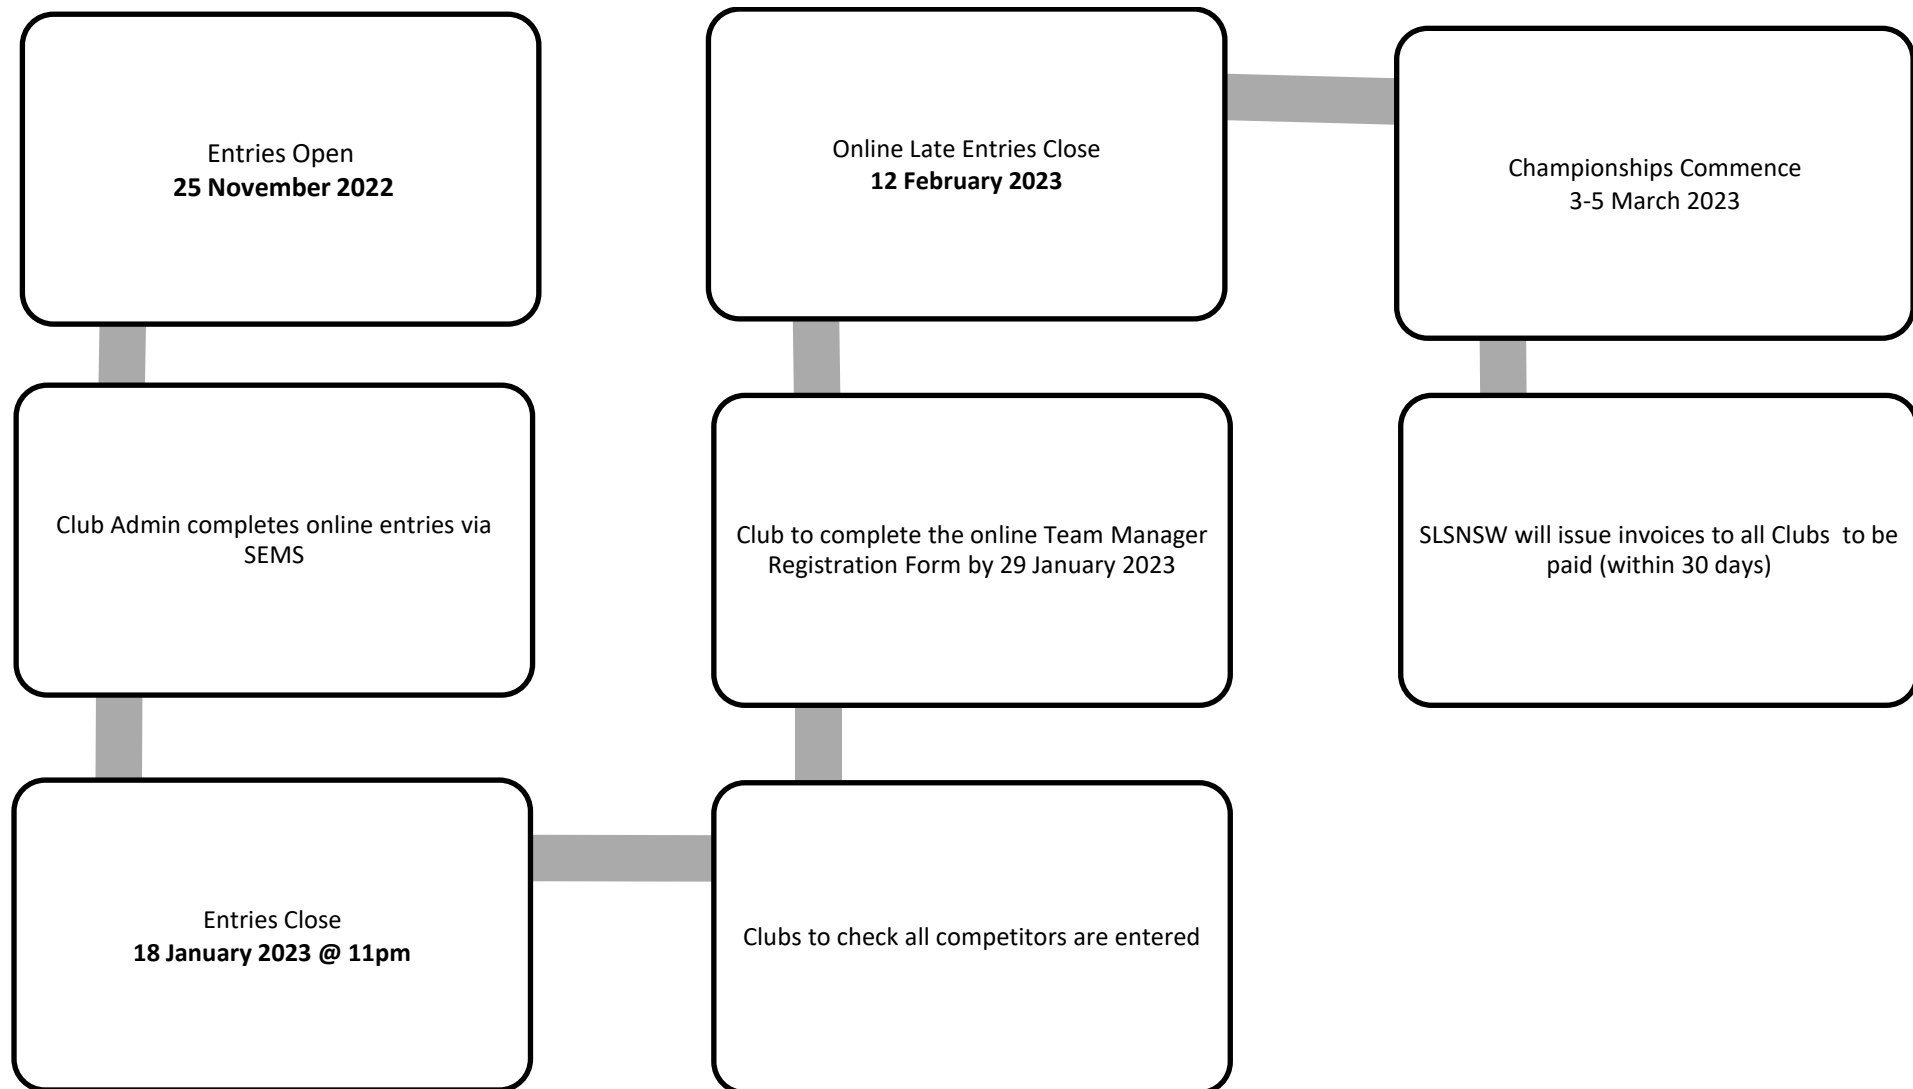 Entries Open
25 November 2022
Club Admin completes online entries via
SEMS
Entries Close
18 January 2023 @ 11pm
Clubs to check all competitors are entered
Club to complete the online Team Manager
Registration Form by 29 January 2023
Online Late Entries Close
12 February 2023
Championships Commence
3-5 March 2023
SLSNSW will issue invoices to all Clubs  to be
paid (within 30 days)